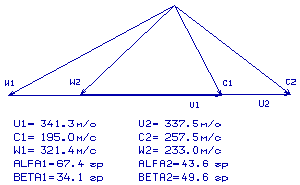 W1 W2 C1 C2
U1 U2
U1= 341.3м/с U2= 337.5м/с
C1= 195.0м/с C2= 257.5м/с
W1= 321.4м/с W2= 233.0м/с
ALFA1=67.4 гр ALFA2=43.6 гр
BETA1=34.1 гр BETA2=49.6 гр